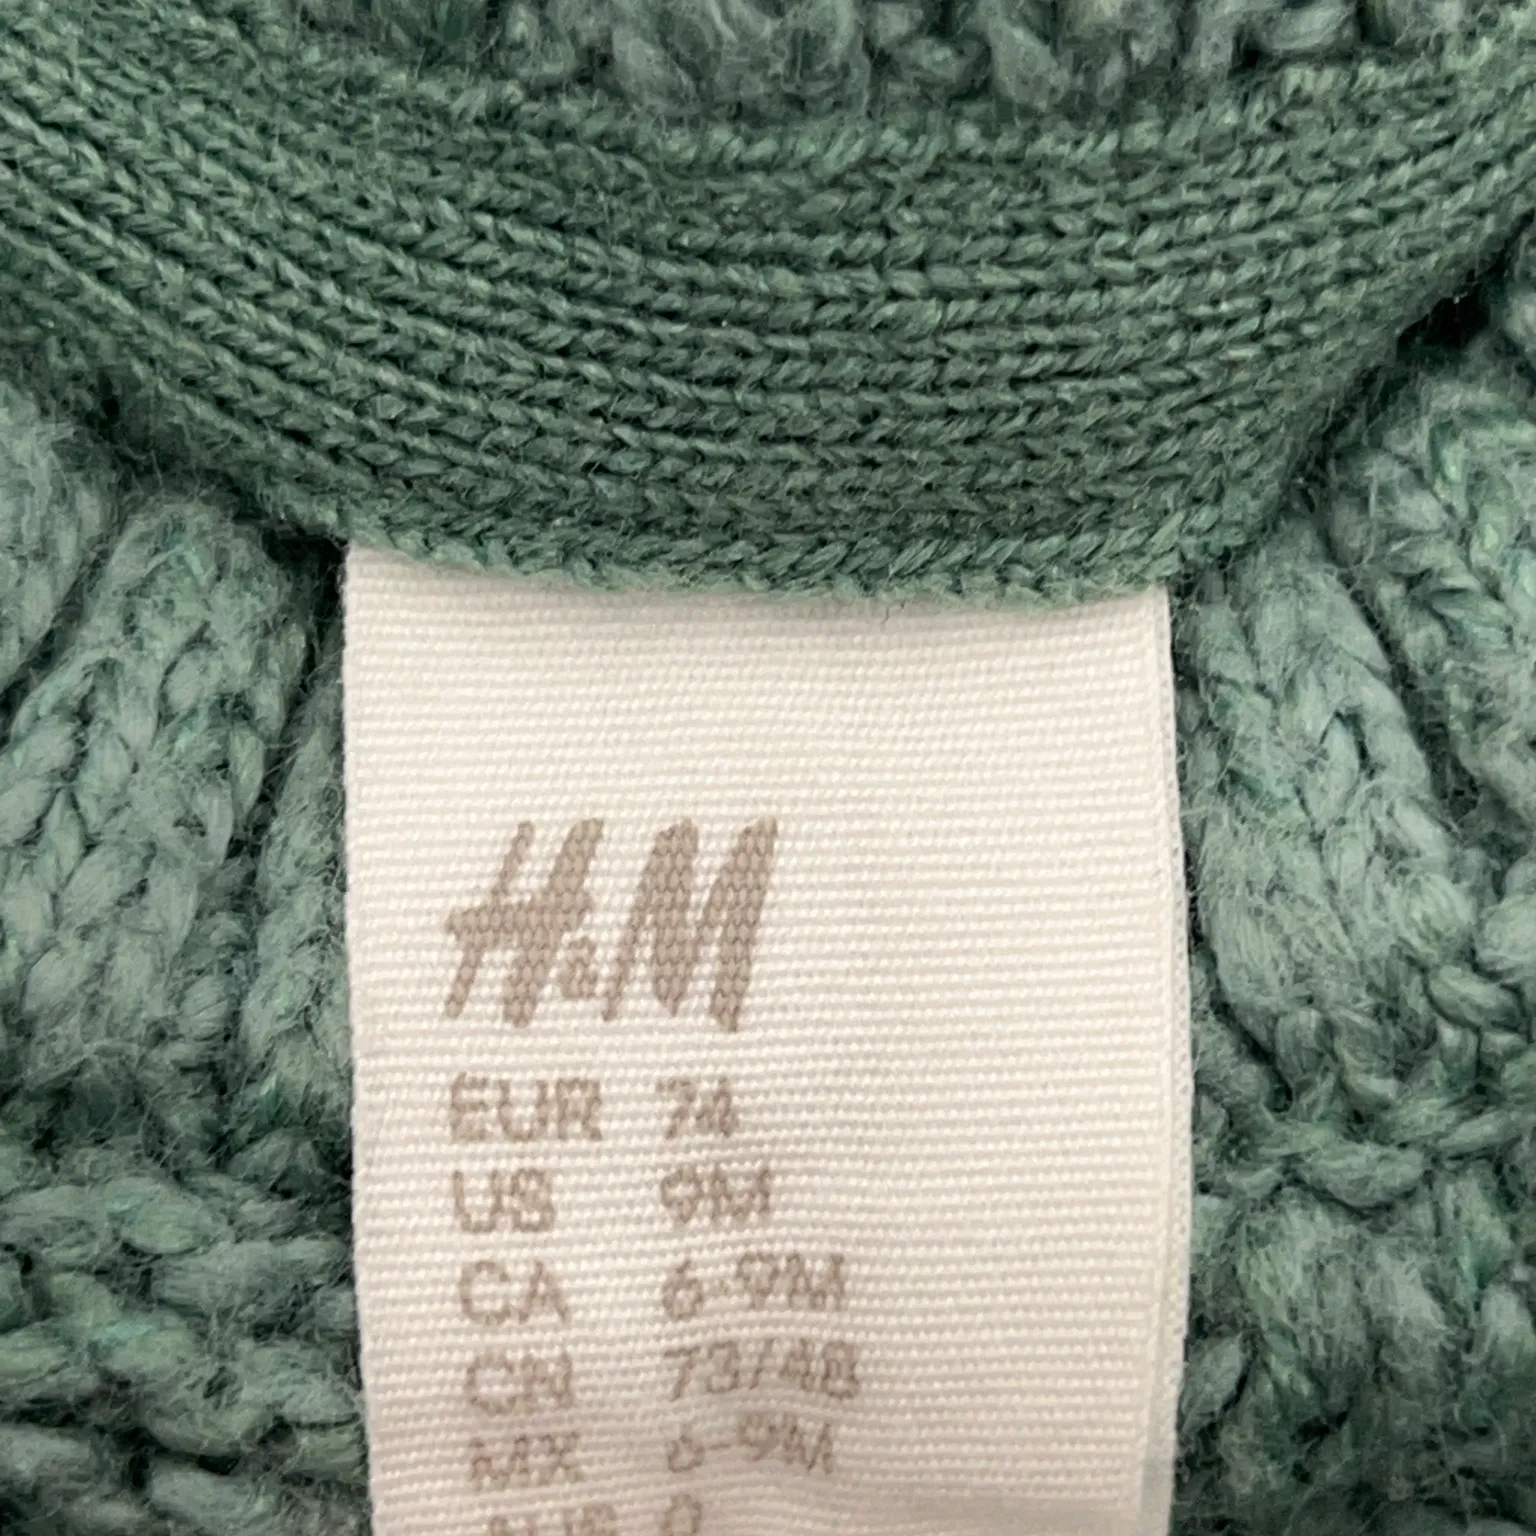 H&M
EUR 74
US 9M
CA 6-9M
CN 73/48
MX 6-9M